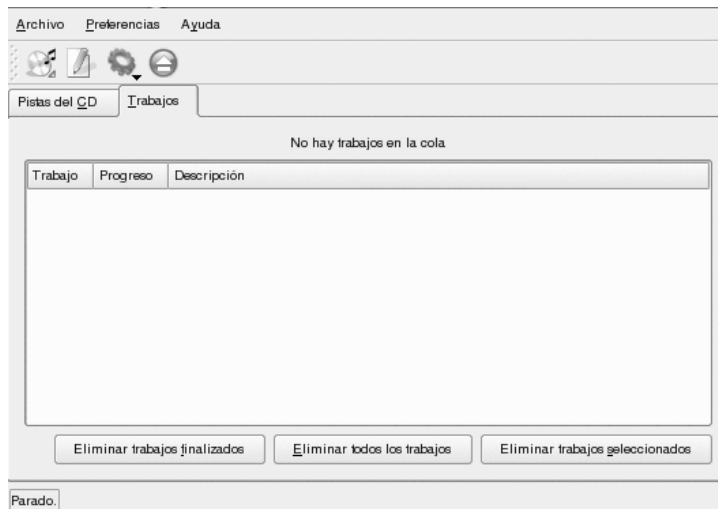 Archivo Preferencias Ayuda
Pistas del CD Trabajos
No hay trabajos en la cola
Trabajo Progreso Descripción
Eliminar trabajos finalizados Eliminar todos los trabajos Eliminar trabajos seleccionados
Parado.